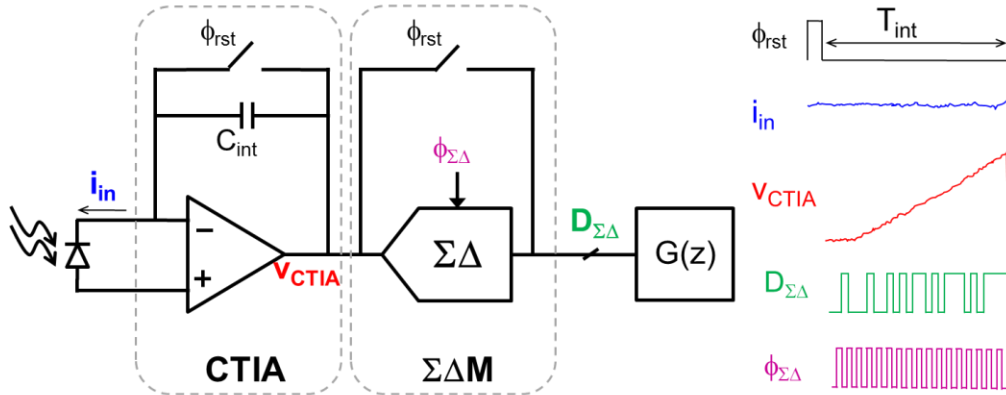 ϕrst
ϕrst
Cint
ϕΣΔ
iin
−
+
vCTIA
ΣΔ
DΣΔ
G(z)
CTIA
ΣΔM
ϕrst
Tint
iin
vCTIA
DΣΔ
ϕΣΔ